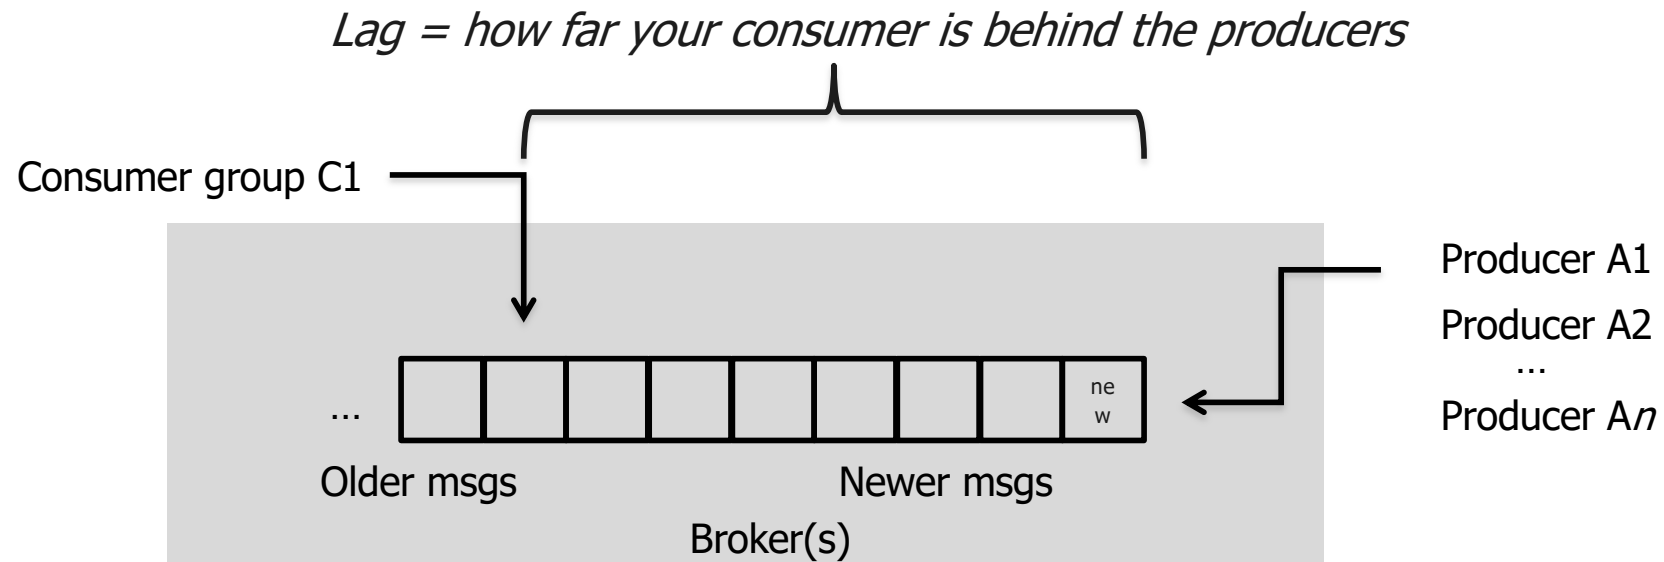 Lag = how far your consumer is behind the producers
Consumer group C1
Producer A1
Producer A2
...
Producer An
ne
w
...
Older msgs
Newer msgs
Broker(s)